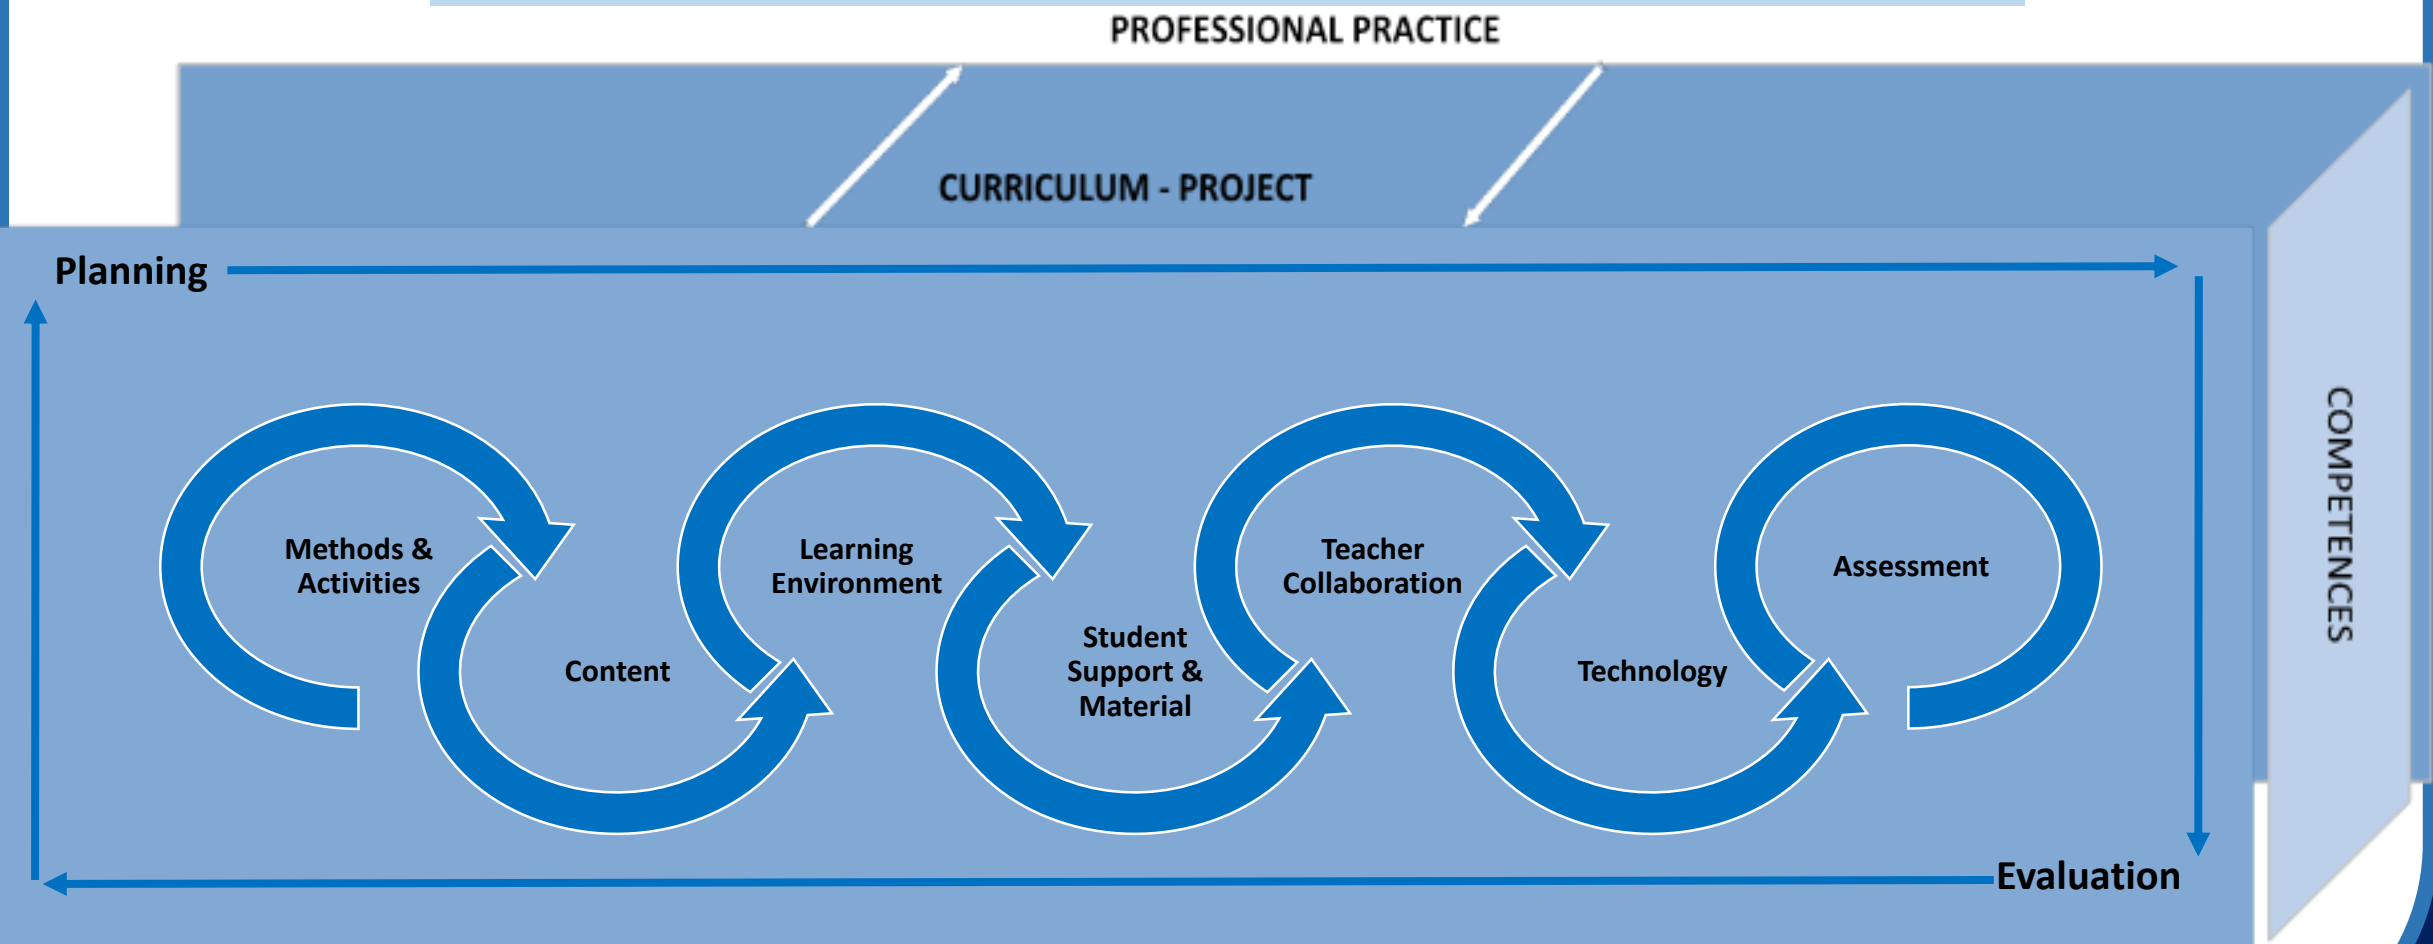 PROFESSIONAL PRACTICE
CURRICULUM - PROJECT
Planning
Methods &
Activities
Content
Learning
Environment
Student
Support &
Material
Teacher
Collaboration
Technology
Assessment
Evaluation
COMPETENCES